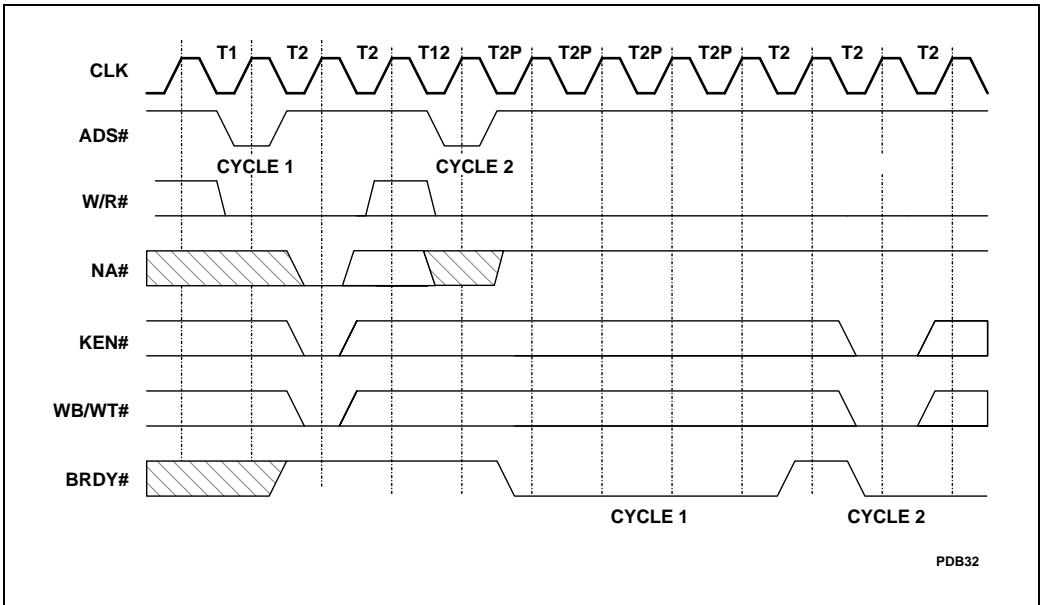 T1 T2 T2 T12 T2P T2P T2P T2P T2 T2 T2
CLK
ADS#
CYCLE 1 CYCLE 2
W/R#
NA#
KEN#
WB/WT#
BRDY#
CYCLE 1 CYCLE 2
PDB32